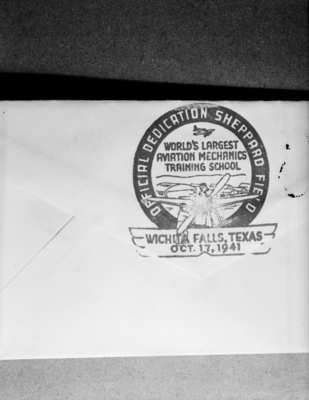 OFFICIAL DEDICATION SHEPPARD FIELD
WORLD'S LARGEST
AVIATION MECHANICS
TRAINING SCHOOL
WICHITA FALLS, TEXAS
OCT. 17, 1941